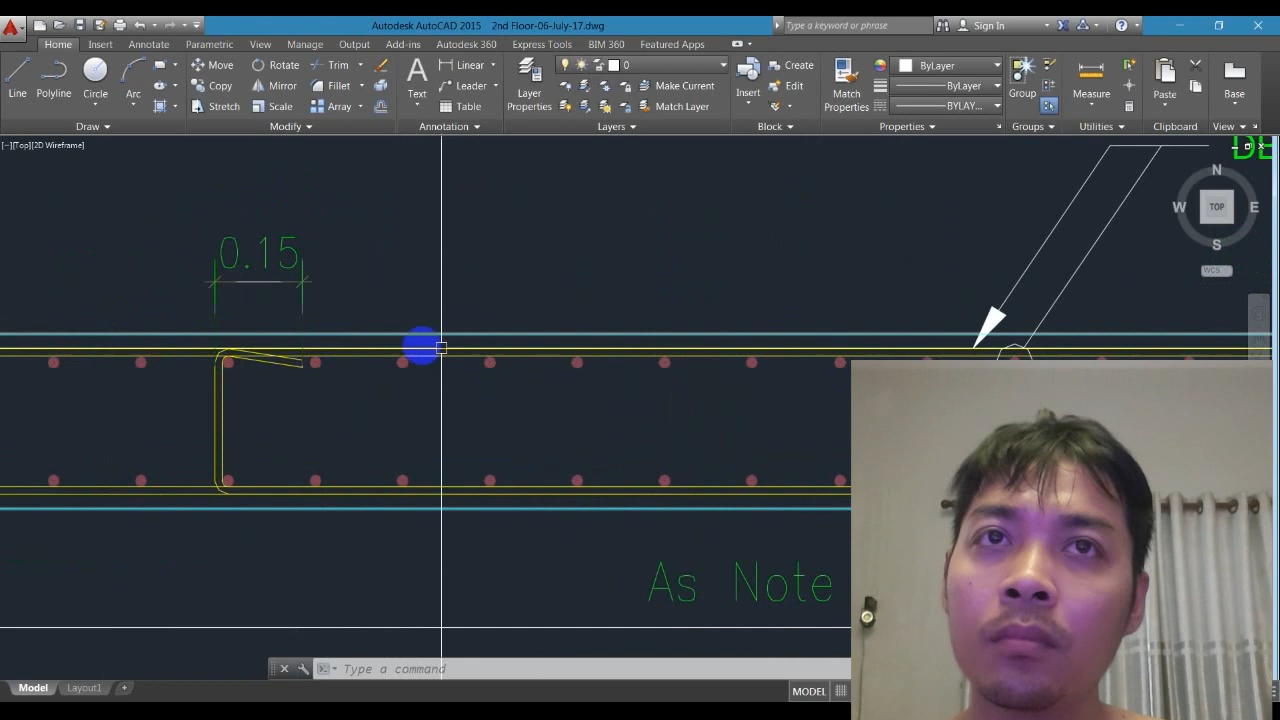 Autodesk AutoCAD 2015 2nd Floor-06-July-17.dwg
Type a keyword or phrase
Sign In
Home Insert Annotate Parametric View Manage Output Add-ins Autodesk 360 Express Tools BIM 360 Featured Apps
Line Polyline Circle Arc
Move Rotate Trim
Copy Mirror Fillet
Stretch Scale Array
Text
Linear
Leader
Table
Layer Properties
0
Make Current
Match Layer
Insert
Create
Edit
Match Properties
ByLayer
ByLayer
BYLAY...
Group
Measure
Paste
Base
Draw Modify Annotation Layers Block Properties Groups Utilities Clipboard View
[−][Top][2D Wireframe]
N
W TOP E
S
WCS
0.15
As Note
Type a command
Model Layout1 +
MODEL